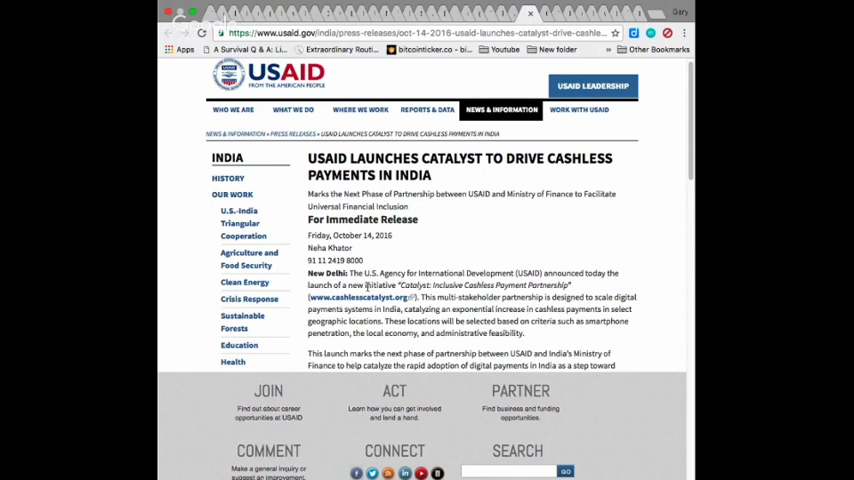 Google
Gary
https://www.usaid.gov/india/press-releases/oct-14-2016-usaid-launches-catalyst-drive-cashle...
Apps A Survival Q & A: Li... Extraordinary Routi... bitcointicker.co - bi... Youtube New folder » Other Bookmarks
USAID
FROM THE AMERICAN PEOPLE
USAID LEADERSHIP
WHO WE ARE WHAT WE DO WHERE WE WORK REPORTS & DATA NEWS & INFORMATION WORK WITH USAID
NEWS & INFORMATION » PRESS RELEASES » USAID LAUNCHES CATALYST TO DRIVE CASHLESS PAYMENTS IN INDIA
INDIA
HISTORY
OUR WORK
U.S.-India
Triangular
Cooperation
Agriculture and
Food Security
Clean Energy
Crisis Response
Sustainable
Forests
Education
Health
USAID LAUNCHES CATALYST TO DRIVE CASHLESS
PAYMENTS IN INDIA
Marks the Next Phase of Partnership between USAID and Ministry of Finance to Facilitate
Universal Financial Inclusion
For Immediate Release
Friday, October 14, 2016
Neha Khator
91 11 2419 8000
New Delhi: The U.S. Agency for International Development (USAID) announced today the
launch of a new initiative “Catalyst: Inclusive Cashless Payment Partnership”
(www.cashlesscatalyst.org). This multi-stakeholder partnership is designed to scale digital
payments systems in India, catalyzing an exponential increase in cashless payments in select
geographic locations. These locations will be selected based on criteria such as smartphone
penetration, the local economy, and administrative feasibility.
This launch marks the next phase of partnership between USAID and India's Ministry of
Finance to help catalyze the rapid adoption of digital payments in India as a step toward
JOIN
Find out about career
opportunities at USAID
ACT
Learn how you can get involved
and lend a hand.
PARTNER
Find business and funding
opportunities.
COMMENT
Make a general inquiry or
suggest an improvement.
CONNECT
SEARCH
GO